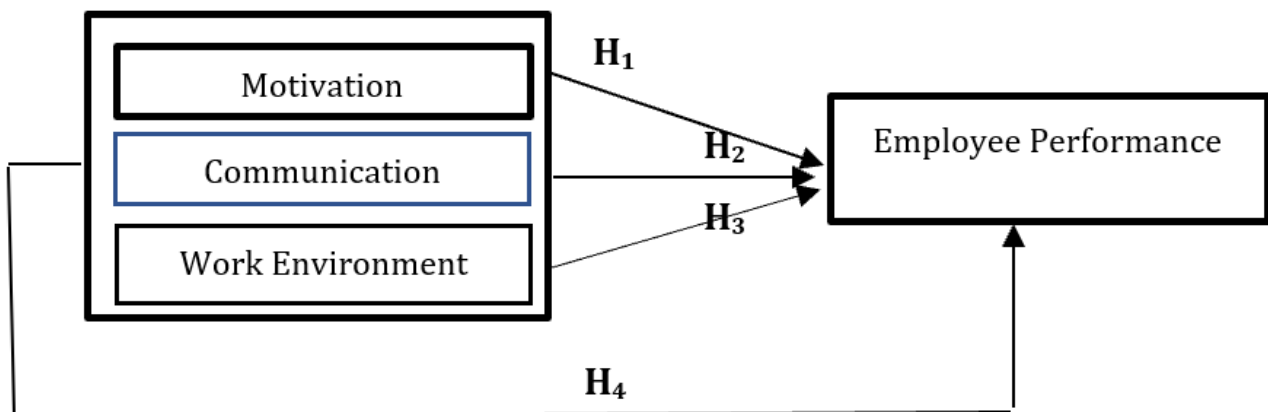 H₁
Motivation
Employee Performance
H₂
Communication
H₃
Work Environment
H₄